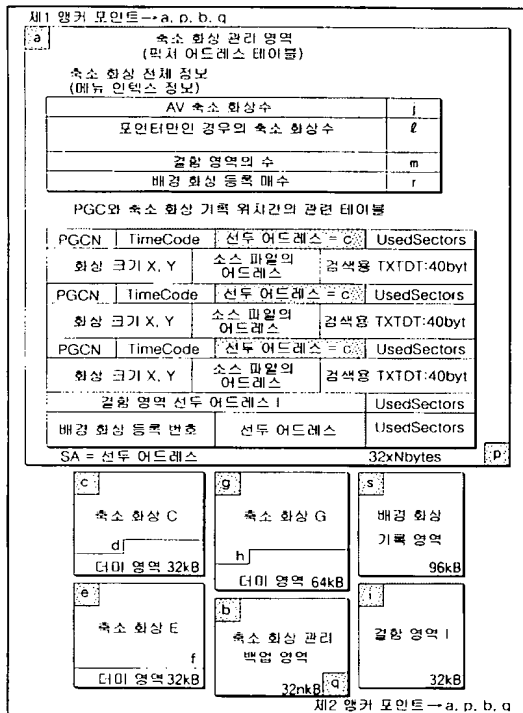 제1 앵커 포인트→a, p, b, q
a
축소 화상 관리 영역
(픽처 어드레스 테이블)
축소 화상 전체 정보
(메뉴 인덱스 정보)
AV 축소 화상수 j
포인터만인 경우의 축소 화상수 ℓ
결함 영역의 수 m
배경 화상 등록 매수 r
PGC와 축소 화상 기록 위치간의 관련 테이블
PGCN TimeCode 선두 어드레스 = c UsedSectors
화상 크기 X, Y 소스 파일의 어드레스 검색용 TXTDT:40byt
PGCN TimeCode 선두 어드레스 = c UsedSectors
화상 크기 X, Y 소스 파일의 어드레스 검색용 TXTDT:40byt
PGCN TimeCode 선두 어드레스 = c UsedSectors
화상 크기 X, Y 소스 파일의 어드레스 검색용 TXTDT:40byt
결함 영역 선두 어드레스 I UsedSectors
배경 화상 등록 번호 선두 어드레스 UsedSectors
SA = 선두 어드레스 32xNbytes p
c
축소 화상 C
d
더미 영역 32kB
g
축소 화상 G
h
더미 영역 64kB
s
배경 화상
기록 영역
96kB
e
축소 화상 E
f
더미 영역 32kB
b
축소 화상 관리
백업 영역
32nkB q
i
결함 영역 I
32kB
제2 앵커 포인트→a, p, b, q